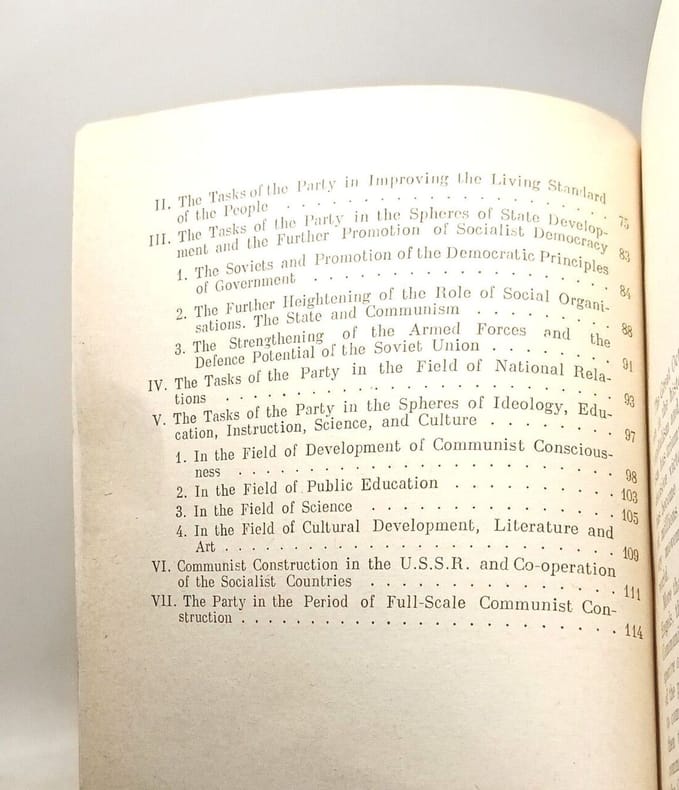 II. The Tasks of the Party in Improving the Living Standard
of the People . . . . . . . . . . . . . . . . . . . 75
III. The Tasks of the Party in the Spheres of State Develop-
ment and the Further Promotion of Socialist Democracy 83
1. The Soviets and Promotion of the Democratic Principles
of Government . . . . . . . . . . . . . . . . . 84
2. The Further Heightening of the Role of Social Organi-
sations. The State and Communism . . . . . . . . 88
3. The Strengthening of the Armed Forces and the
Defence Potential of the Soviet Union . . . . . . . . 91
IV. The Tasks of the Party in the Field of National Rela-
tions . . . . . . . . . . . . . . . . . . . . . . . 93
V. The Tasks of the Party in the Spheres of Ideology, Edu-
cation, Instruction, Science, and Culture . . . . . . . . 97
1. In the Field of Development of Communist Conscious-
ness . . . . . . . . . . . . . . . . . . . . . . 98
2. In the Field of Public Education . . . . . . . . . . 103
3. In the Field of Science . . . . . . . . . . . . . . 105
4. In the Field of Cultural Development, Literature and
Art . . . . . . . . . . . . . . . . . . . . . . . 109
VI. Communist Construction in the U.S.S.R. and Co-operation
of the Socialist Countries . . . . . . . . . . . . . . 111
VII. The Party in the Period of Full-Scale Communist Con-
struction . . . . . . . . . . . . . . . . . . . . . . 114